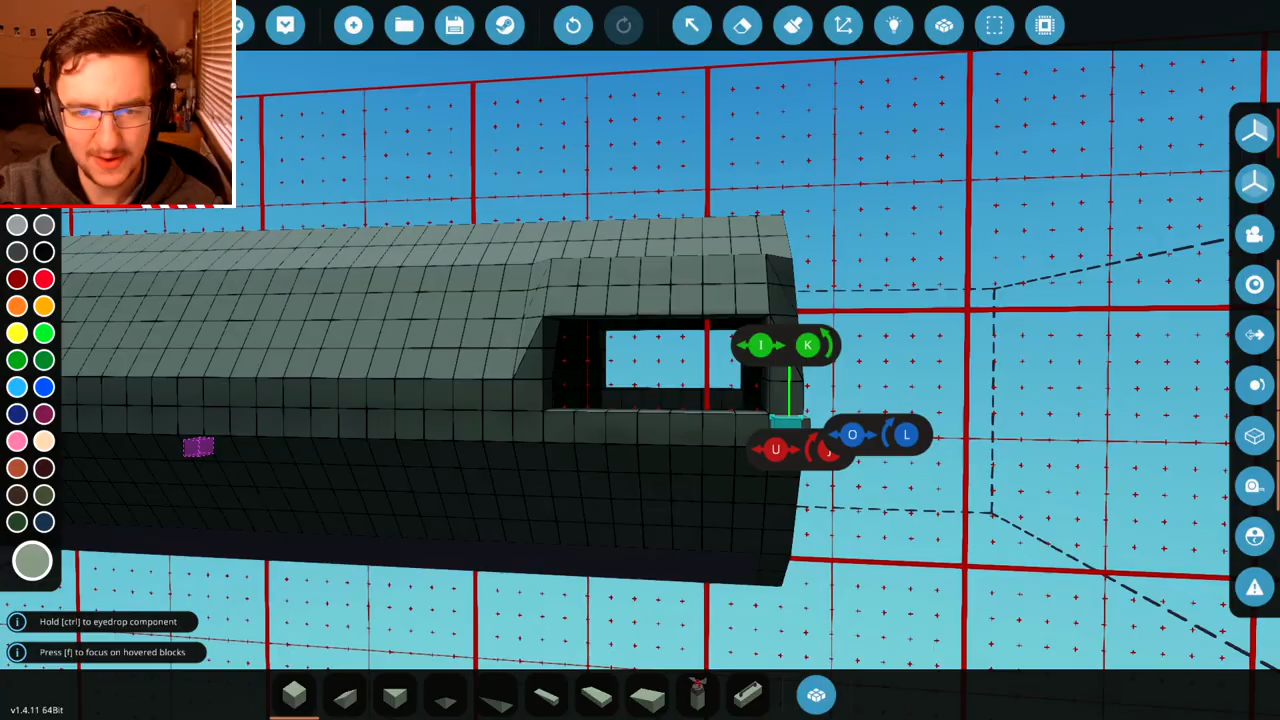 I K
O L
U J
Hold [ctrl] to eyedrop component
Press [f] to focus on hovered blocks
v1.4.11 64Bit